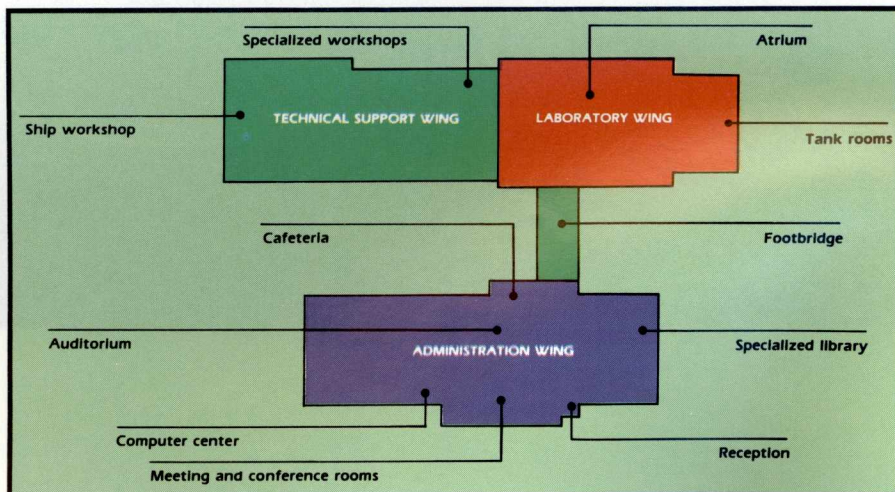 Specialized workshops
Atrium
Ship workshop
TECHNICAL SUPPORT WING
LABORATORY WING
Tank rooms
Cafeteria
Footbridge
Auditorium
ADMINISTRATION WING
Specialized library
Computer center
Reception
Meeting and conference rooms